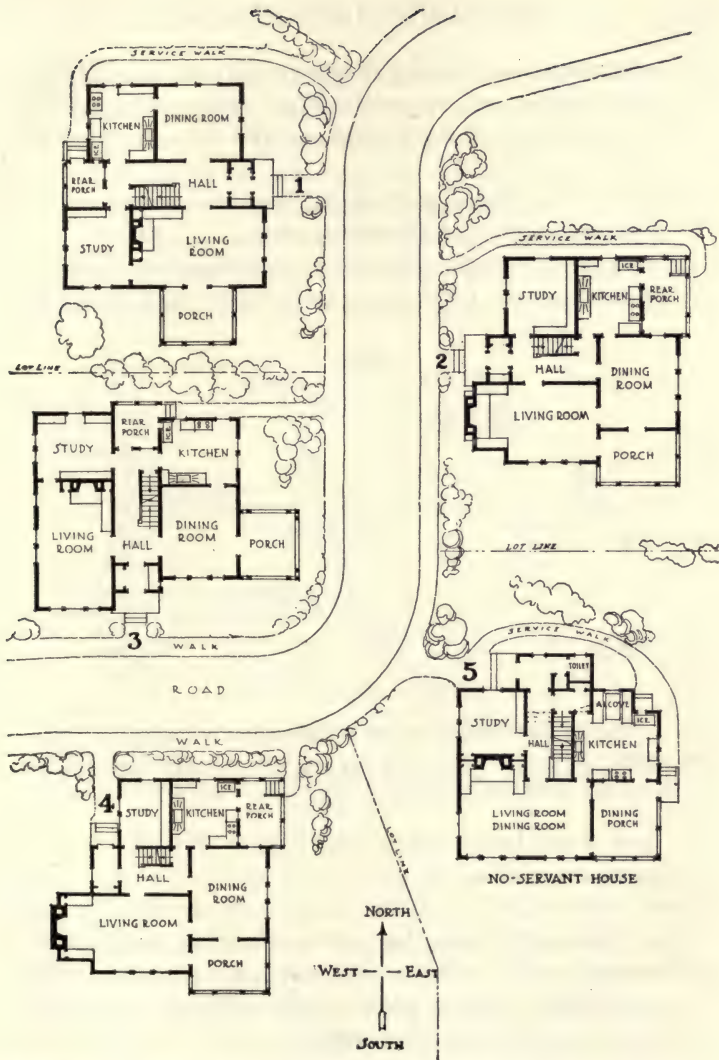 SERVICE WALK
KITCHEN
DINING ROOM
ICE
REAR
PORCH
HALL
1
STUDY
LIVING
ROOM
PORCH
LOT LINE
SERVICE WALK
STUDY
ICE
KITCHEN
REAR
PORCH
2
HALL
DINING
ROOM
LIVING ROOM
PORCH
LOT LINE
STUDY
REAR
PORCH
ICE
KITCHEN
LIVING
ROOM
HALL
DINING
ROOM
PORCH
3
WALK
ROAD
WALK
SERVICE WALK
5
TOILET
STUDY
ALCOVE
ICE
HALL
KITCHEN
LIVING ROOM
DINING ROOM
DINING
PORCH
NO-SERVANT HOUSE
4
STUDY
KITCHEN
ICE
REAR
PORCH
HALL
DINING
ROOM
LIVING ROOM
PORCH
LOT LINE
NORTH
WEST
EAST
SOUTH